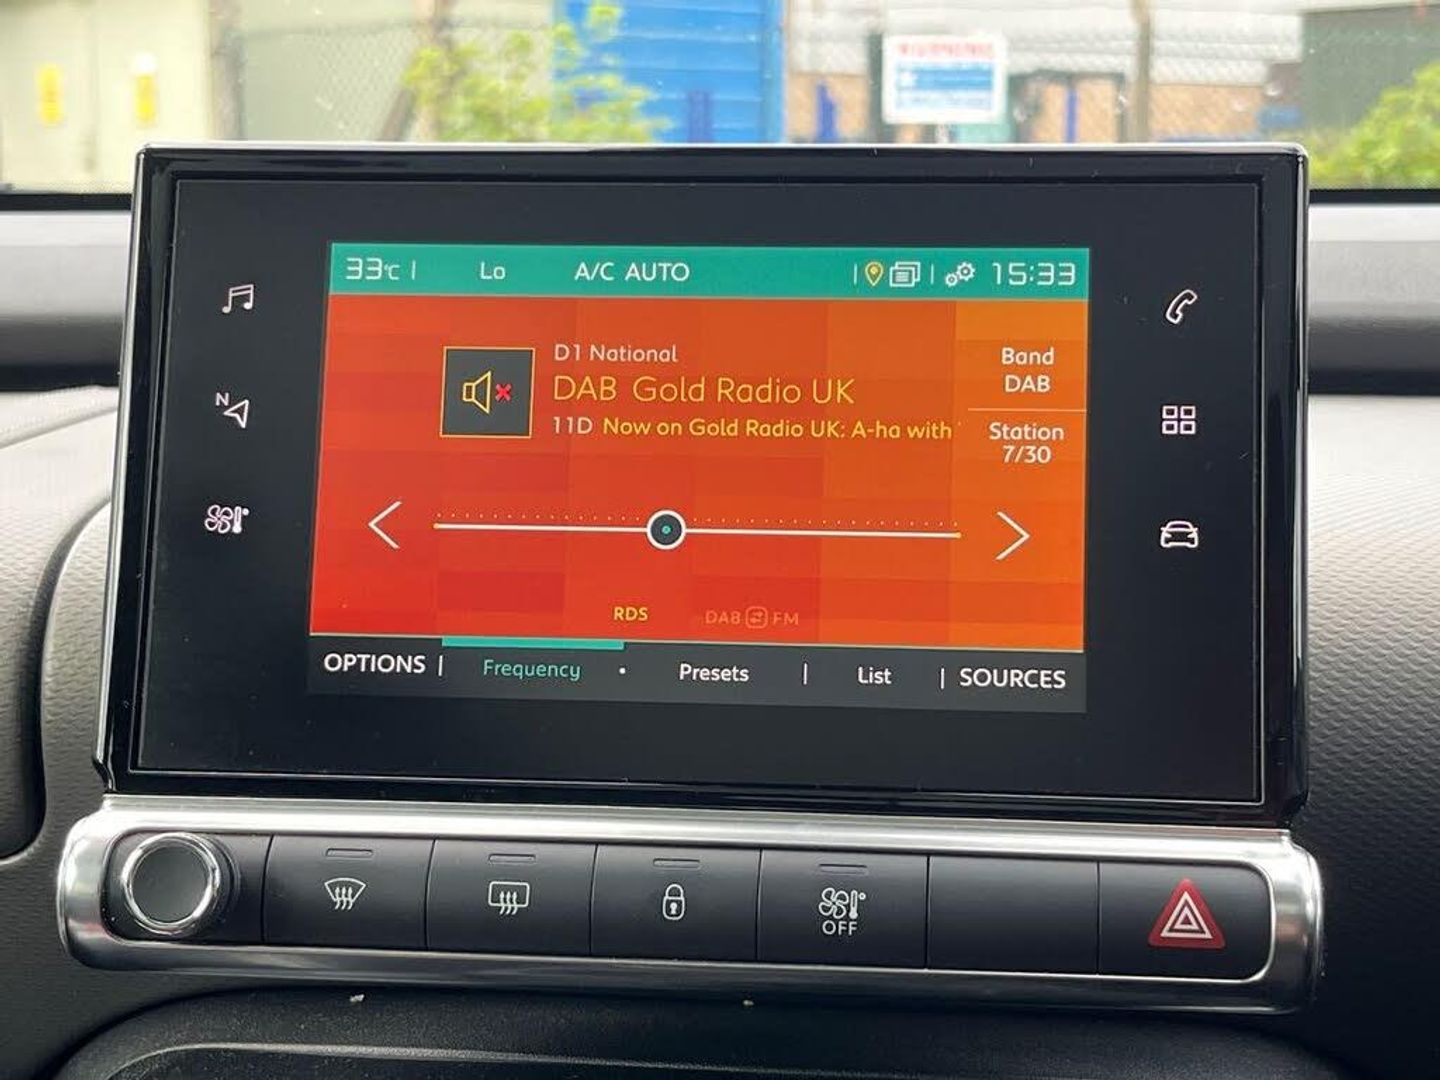 WARNING
33°C | Lo A/C AUTO | | 15:33
D1 National
DAB Gold Radio UK
11D Now on Gold Radio UK: A-ha with
Band
DAB
Station
7/30
N
RDS DAB FM
OPTIONS | Frequency • Presets | List | SOURCES
OFF